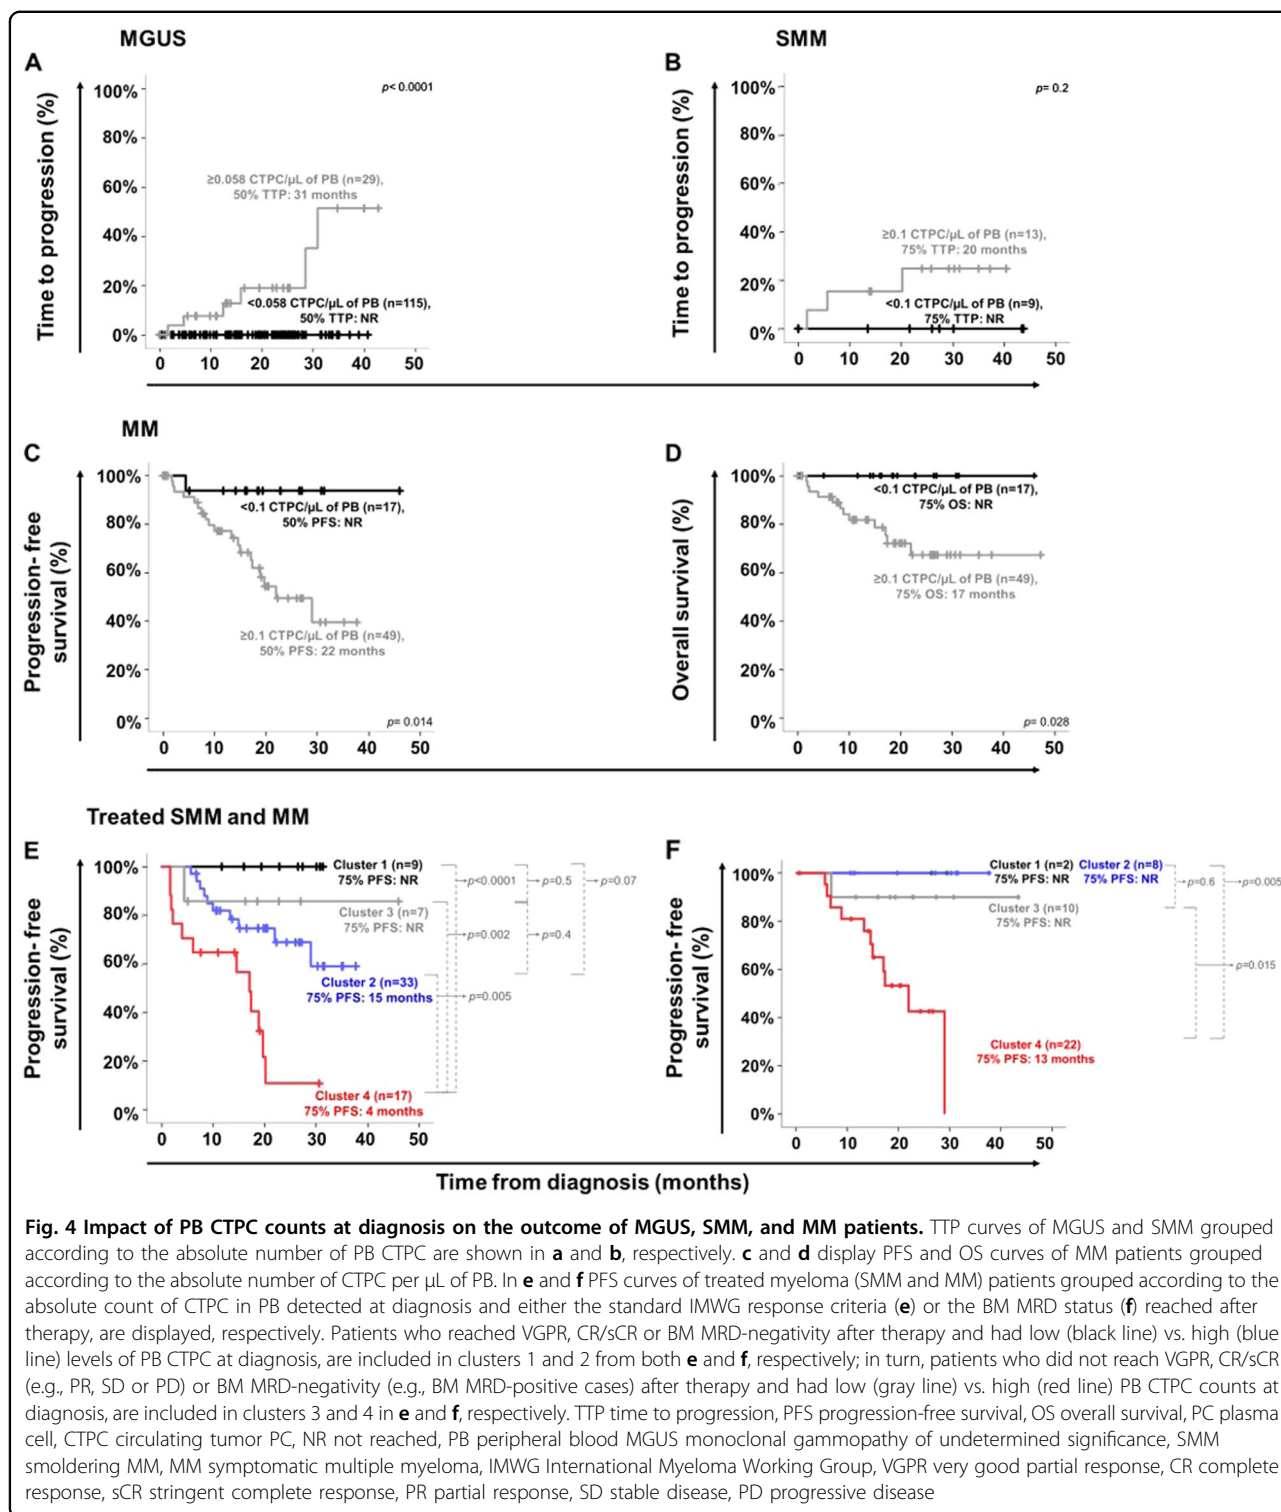 MGUS
A
Time to progression (%)
100%
80%
60%
40%
20%
0%
p< 0.0001
≥0.058 CTPC/µL of PB (n=29),
50% TTP: 31 months
<0.058 CTPC/µL of PB (n=115),
50% TTP: NR
0 10 20 30 40 50
SMM
B
Time to progression (%)
100%
80%
60%
40%
20%
0%
p= 0.2
≥0.1 CTPC/µL of PB (n=13),
75% TTP: 20 months
<0.1 CTPC/µL of PB (n=9),
75% TTP: NR
0 10 20 30 40 50
MM
C
Progression- free
survival (%)
100%
80%
60%
40%
20%
0%
<0.1 CTPC/µL of PB (n=17),
50% PFS: NR
≥0.1 CTPC/µL of PB (n=49),
50% PFS: 22 months
p= 0.014
0 10 20 30 40 50
D
Overall survival (%)
100%
80%
60%
40%
20%
0%
<0.1 CTPC/µL of PB (n=17),
75% OS: NR
≥0.1 CTPC/µL of PB (n=49),
75% OS: 17 months
p= 0.028
0 10 20 30 40 50
Treated SMM and MM
E
Progression- free
survival (%)
100%
80%
60%
40%
20%
0%
Cluster 1 (n=9)
75% PFS: NR
Cluster 3 (n=7)
75% PFS: NR
Cluster 2 (n=33)
75% PFS: 15 months
Cluster 4 (n=17)
75% PFS: 4 months
p<0.0001
p=0.5
p=0.07
p=0.002
p=0.4
p=0.005
0 10 20 30 40 50
F
Progression- free
survival (%)
100%
80%
60%
40%
20%
0%
Cluster 1 (n=2)
75% PFS: NR
Cluster 2 (n=8)
75% PFS: NR
Cluster 3 (n=10)
75% PFS: NR
Cluster 4 (n=22)
75% PFS: 13 months
p=0.6
p=0.005
p=0.015
0 10 20 30 40 50
Time from diagnosis (months)
Fig. 4 Impact of PB CTPC counts at diagnosis on the outcome of MGUS, SMM, and MM patients. TTP curves of MGUS and SMM grouped
according to the absolute number of PB CTPC are shown in a and b, respectively. c and d display PFS and OS curves of MM patients grouped
according to the absolute number of CTPC per µL of PB. In e and f PFS curves of treated myeloma (SMM and MM) patients grouped according to the
absolute count of CTPC in PB detected at diagnosis and either the standard IMWG response criteria (e) or the BM MRD status (f) reached after
therapy, are displayed, respectively. Patients who reached VGPR, CR/sCR or BM MRD-negativity after therapy and had low (black line) vs. high (blue
line) levels of PB CTPC at diagnosis, are included in clusters 1 and 2 from both e and f, respectively; in turn, patients who did not reach VGPR, CR/sCR
(e.g., PR, SD or PD) or BM MRD-negativity (e.g., BM MRD-positive cases) after therapy and had low (gray line) vs. high (red line) PB CTPC counts at
diagnosis, are included in clusters 3 and 4 in e and f, respectively. TTP time to progression, PFS progression-free survival, OS overall survival, PC plasma
cell, CTPC circulating tumor PC, NR not reached, PB peripheral blood MGUS monoclonal gammopathy of undetermined significance, SMM
smoldering MM, MM symptomatic multiple myeloma, IMWG International Myeloma Working Group, VGPR very good partial response, CR complete
response, sCR stringent complete response, PR partial response, SD stable disease, PD progressive disease